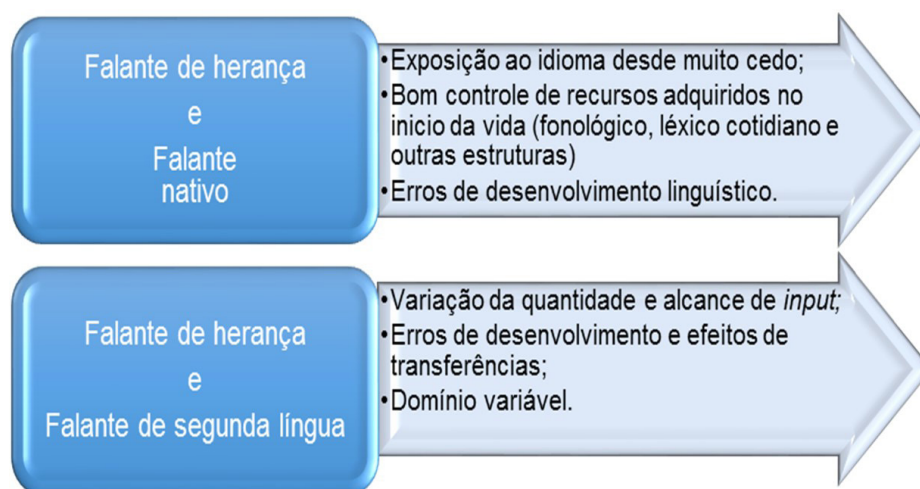 Falante de herança
e
Falante
nativo
•Exposição ao idioma desde muito cedo;
•Bom controle de recursos adquiridos no
inicio da vida (fonológico, léxico cotidiano e
outras estruturas)
•Erros de desenvolvimento linguístico.
Falante de herança
e
Falante de segunda língua
•Variação da quantidade e alcance de input;
•Erros de desenvolvimento e efeitos de
transferências;
•Domínio variável.